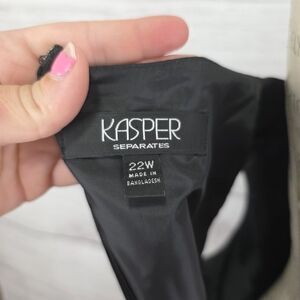 KASPER
SEPARATES
22W
MADE IN
BANGLADESH